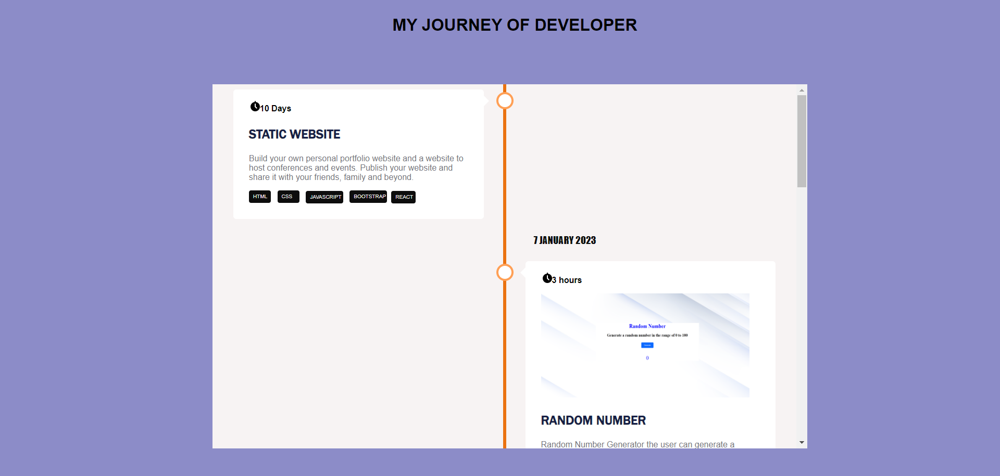 MY JOURNEY OF DEVELOPER
10 Days
STATIC WEBSITE
Build your own personal portfolio website and a website to
host conferences and events. Publish your website and
share it with your friends, family and beyond.
HTML CSS JAVASCRIPT BOOTSTRAP REACT
7 JANUARY 2023
3 hours
Random Number
Generate a random number in the range of 0 to 100
0
RANDOM NUMBER
Random Number Generator the user can generate a